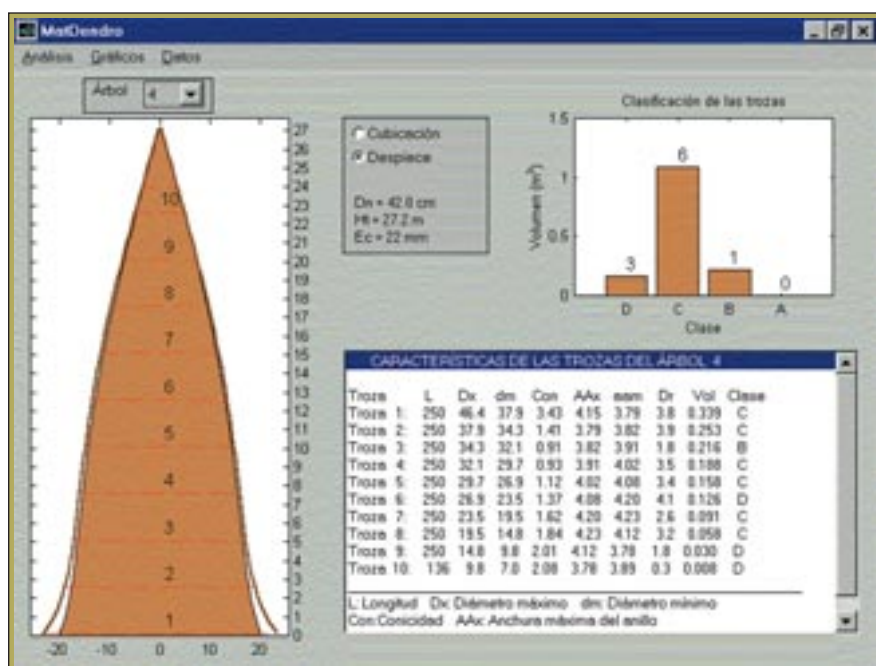 MatDendro
Análisis Gráficos Datos
Árbol 4
27
26
25
24
23
22
21
20
19
18
17
16
15
14
13
12
11
10
9
8
7
6
5
4
3
2
1
0
10
9
8
7
6
5
4
3
2
1
-20 -10 0 10 20
Cubicación
Despiece
Dn = 42.8 cm
Ht = 27.2 m
Ec = 22 mm
Clasificación de las trozas
Volumen (m³)
1.5
1
0.5
0
3 6 1 0
D C B A
Clase
CARACTERÍSTICAS DE LAS TROZAS DEL ÁRBOL 4
Troza L Dx dm Con AAx aam Dr Vol Clase
Troza 1: 250 46.4 37.9 3.43 4.15 3.79 3.8 0.339 C
Troza 2: 250 37.9 34.3 1.41 3.79 3.82 3.9 0.253 C
Troza 3: 250 34.3 32.1 0.91 3.82 3.91 1.8 0.216 B
Troza 4: 250 32.1 29.7 0.93 3.91 4.02 3.5 0.188 C
Troza 5: 250 29.7 26.9 1.12 4.02 4.08 3.4 0.158 C
Troza 6: 250 26.9 23.5 1.37 4.08 4.20 4.1 0.126 D
Troza 7: 250 23.5 19.5 1.62 4.20 4.23 2.6 0.091 C
Troza 8: 250 19.5 14.8 1.84 4.23 4.12 3.2 0.058 C
Troza 9: 250 14.8 9.8 2.01 4.12 3.78 1.8 0.030 D
Troza 10: 136 9.8 7.0 2.08 3.78 3.89 0.3 0.008 D
L: Longitud Dx: Diámetro máximo dm: Diámetro mínimo
Con: Conicidad AAx: Anchura máxima del anillo